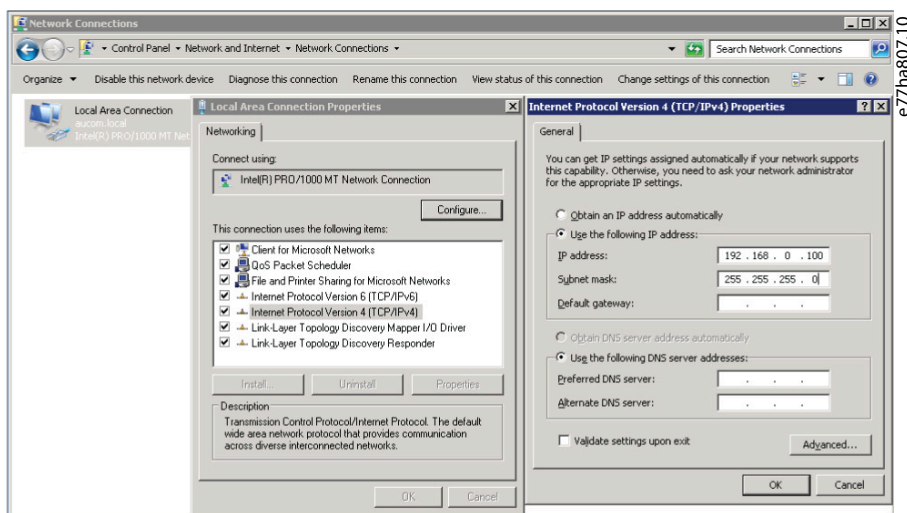 Network Connections
Control Panel Network and Internet Network Connections
Search Network Connections
Organize Disable this network device Diagnose this connection Rename this connection View status of this connection Change settings of this connection
Local Area Connection
aucom.local
Intel(R) PRO/1000 MT Net
Local Area Connection Properties
Networking
Connect using:
Intel(R) PRO/1000 MT Network Connection
Configure...
This connection uses the following items:
Client for Microsoft Networks
QoS Packet Scheduler
File and Printer Sharing for Microsoft Networks
Internet Protocol Version 6 (TCP/IPv6)
Internet Protocol Version 4 (TCP/IPv4)
Link-Layer Topology Discovery Mapper I/O Driver
Link-Layer Topology Discovery Responder
Install... Uninstall Properties
Description
Transmission Control Protocol/Internet Protocol. The default
wide area network protocol that provides communication
across diverse interconnected networks.
OK Cancel
Internet Protocol Version 4 (TCP/IPv4) Properties
General
You can get IP settings assigned automatically if your network supports
this capability. Otherwise, you need to ask your network administrator
for the appropriate IP settings.
Obtain an IP address automatically
Use the following IP address:
IP address: 192 . 168 . 0 . 100
Subnet mask: 255 . 255 . 255 . 0
Default gateway: . . .
Obtain DNS server address automatically
Use the following DNS server addresses:
Preferred DNS server: . . .
Alternate DNS server: . . .
Validate settings upon exit
Advanced...
OK Cancel
e77ha807.10